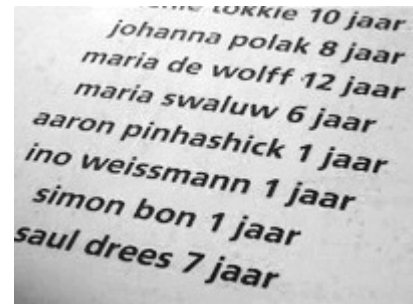 tokkie 10 jaar
johanna polak 8 jaar
maria de wolff 12 jaar
maria swaluw 6 jaar
aaron pinhashick 1 jaar
ino weissmann 1 jaar
simon bon 1 jaar
saul drees 7 jaar